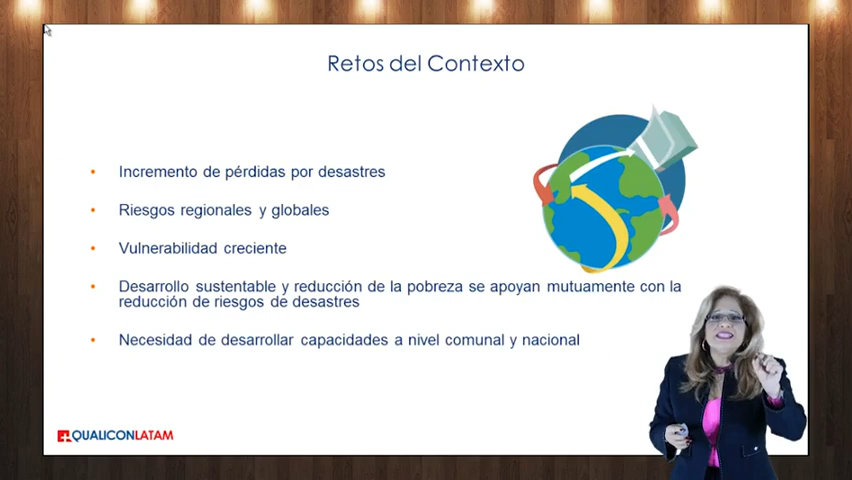 Retos del Contexto
Incremento de pérdidas por desastres
Riesgos regionales y globales
Vulnerabilidad creciente
Desarrollo sustentable y reducción de la pobreza se apoyan mutuamente con la
reducción de riesgos de desastres
Necesidad de desarrollar capacidades a nivel comunal y nacional
QUALICONLATAM